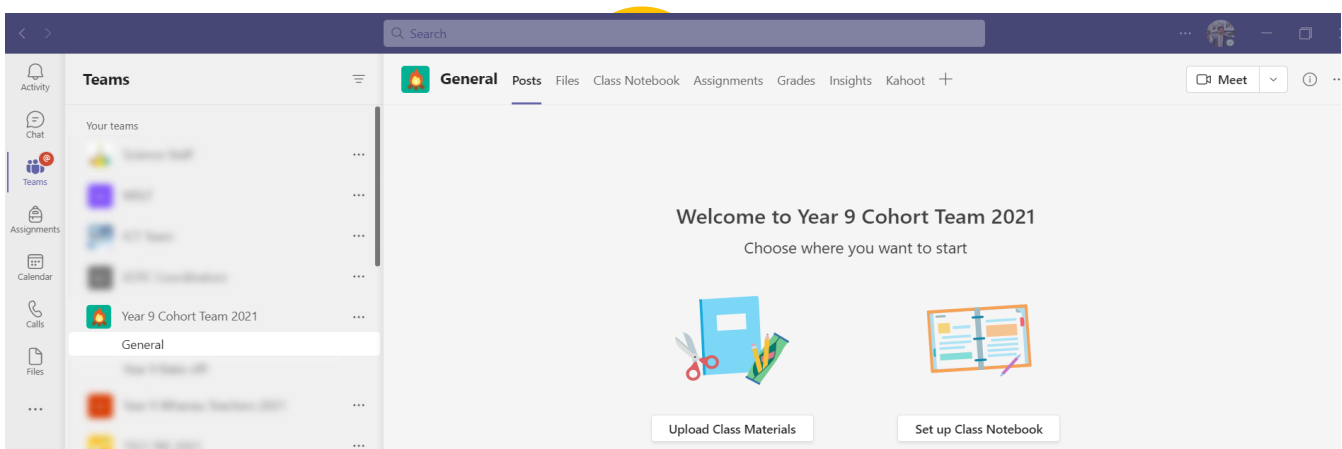 Search
Activity
Chat
@
Teams
Assignments
Calendar
Calls
Files
Teams
Your teams
Year 9 Cohort Team 2021
General
General Posts Files Class Notebook Assignments Grades Insights Kahoot
Meet
Welcome to Year 9 Cohort Team 2021
Choose where you want to start
Upload Class Materials
Set up Class Notebook